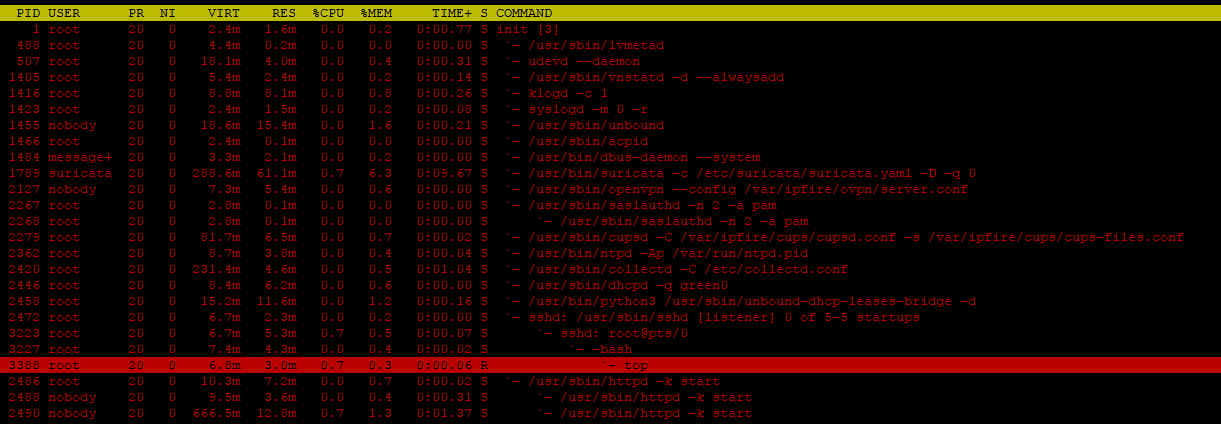 PID USER PR NI VIRT RES %CPU %MEM TIME+ S COMMAND
1 root 20 0 2.4m 1.6m 0.0 0.2 0:00.77 S init [3]
488 root 20 0 4.4m 0.2m 0.0 0.0 0:00.00 S `- /usr/sbin/lvmetad
507 root 20 0 18.1m 4.0m 0.0 0.4 0:00.31 S `- udevd --daemon
1405 root 20 0 5.4m 2.4m 0.0 0.2 0:00.14 S `- /usr/sbin/vnstatd -d --alwaysadd
1416 root 20 0 8.8m 8.1m 0.0 0.8 0:00.26 S `- klogd -c 1
1423 root 20 0 2.4m 1.5m 0.0 0.2 0:00.08 S `- syslogd -m 0 -r
1455 nobody 20 0 18.6m 15.4m 0.0 1.6 0:00.21 S `- /usr/sbin/unbound
1466 root 20 0 2.4m 0.1m 0.0 0.0 0:00.00 S `- /usr/sbin/acpid
1484 message+ 20 0 3.3m 2.1m 0.0 0.2 0:00.00 S `- /usr/bin/dbus-daemon --system
1789 suricata 20 0 288.6m 61.1m 0.7 6.3 0:09.67 S `- /usr/bin/suricata -c /etc/suricata/suricata.yaml -D -q 0
2127 nobody 20 0 7.3m 5.4m 0.0 0.6 0:00.00 S `- /usr/sbin/openvpn --config /var/ipfire/ovpn/server.conf
2267 root 20 0 2.8m 0.1m 0.0 0.0 0:00.00 S `- /usr/sbin/saslauthd -n 2 -a pam
2268 root 20 0 2.8m 0.1m 0.0 0.0 0:00.00 S `- /usr/sbin/saslauthd -n 2 -a pam
2279 root 20 0 81.7m 6.5m 0.0 0.7 0:00.02 S `- /usr/sbin/cupsd -C /var/ipfire/cups/cupsd.conf -s /var/ipfire/cups/cups-files.conf
2362 root 20 0 8.7m 3.8m 0.0 0.4 0:00.04 S `- /usr/bin/ntpd -Ap /var/run/ntpd.pid
2420 root 20 0 231.4m 4.6m 0.0 0.5 0:01.04 S `- /usr/sbin/collectd -C /etc/collectd.conf
2446 root 20 0 8.4m 6.2m 0.0 0.6 0:00.00 S `- /usr/sbin/dhcpd -q green0
2458 root 20 0 15.2m 11.6m 0.0 1.2 0:00.16 S `- /usr/bin/python3 /usr/sbin/unbound-dhcp-leases-bridge -d
2472 root 20 0 6.7m 2.3m 0.0 0.2 0:00.00 S `- sshd: /usr/sbin/sshd [listener] 0 of 5-5 startups
3223 root 20 0 6.7m 5.3m 0.7 0.5 0:00.07 S `- sshd: root@pts/0
3227 root 20 0 7.4m 4.3m 0.0 0.4 0:00.02 S `- -bash
3388 root 20 0 6.8m 3.0m 0.7 0.3 0:00.06 R `- top
2486 root 20 0 10.3m 7.2m 0.0 0.7 0:00.02 S `- /usr/sbin/httpd -k start
2488 nobody 20 0 9.5m 3.6m 0.0 0.4 0:00.31 S `- /usr/sbin/httpd -k start
2490 nobody 20 0 666.5m 12.8m 0.7 1.3 0:01.37 S `- /usr/sbin/httpd -k start